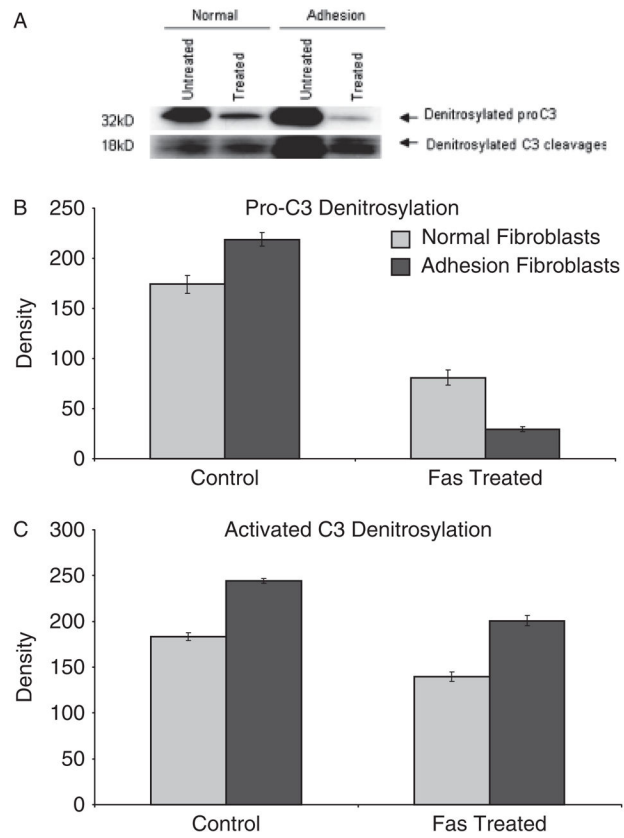 A
Normal Adhesion
Untreated Treated Untreated Treated
32kD Denitrosylated proC3
18kD Denitrosylated C3 cleavages
B
Pro-C3 Denitrosylation
Normal Fibroblasts
Adhesion Fibroblasts
Density
250
200
150
100
50
0
Control Fas Treated
C
Activated C3 Denitrosylation
Density
300
250
200
150
100
50
0
Control Fas Treated